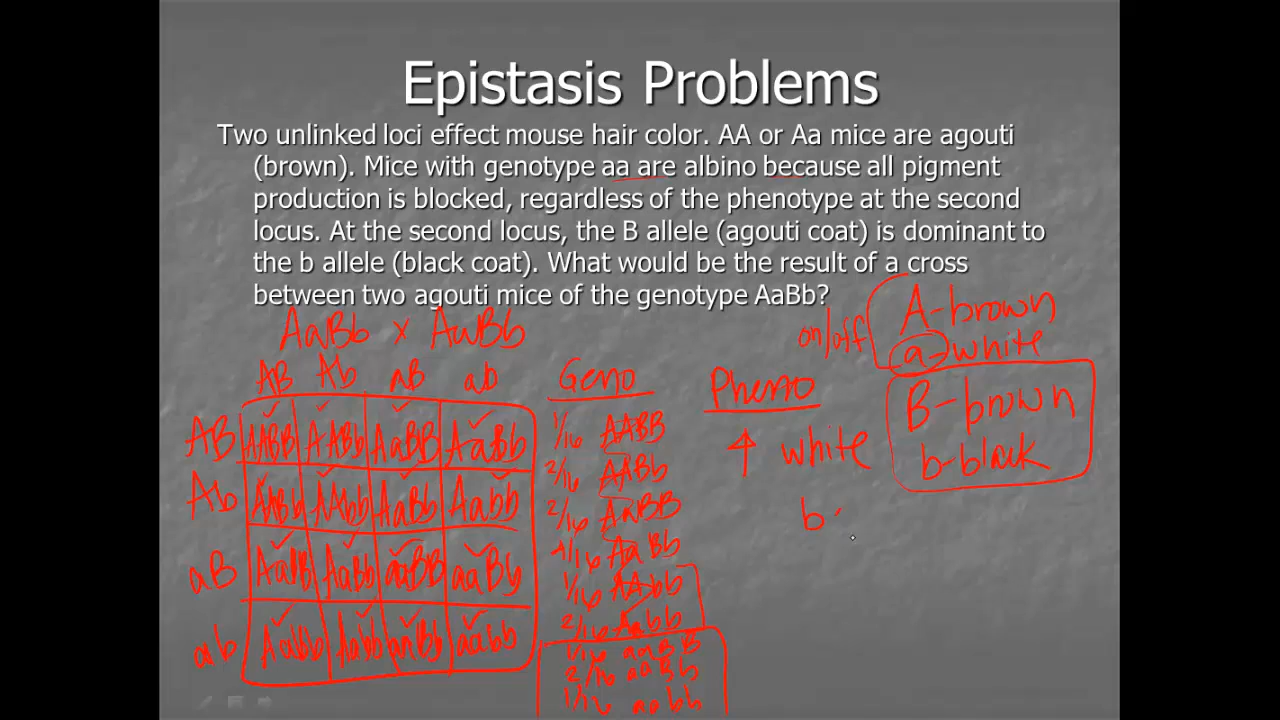 Epistasis Problems
Two unlinked loci effect mouse hair color. AA or Aa mice are agouti
(brown). Mice with genotype aa are albino because all pigment
production is blocked, regardless of the phenotype at the second
locus. At the second locus, the B allele (agouti coat) is dominant to
the b allele (black coat). What would be the result of a cross
between two agouti mice of the genotype AaBb?
AaBb x AaBb
AB Ab aB ab
AB AABB AABb AaBB AaBb
Ab AABb AAbb AaBb Aabb
aB AaBB AaBb aaBB aaBb
ab AaBb Aabb aaBb aabb
Geno
1/16 AABB
2/16 AABb
2/16 AaBB
4/16 AaBb
1/16 AAbb
2/16 Aabb
1/16 aaBB
2/16 aaBb
1/16 aabb
Pheno
4 white
b
on/off
A-brown
a-white
B-brown
b-black